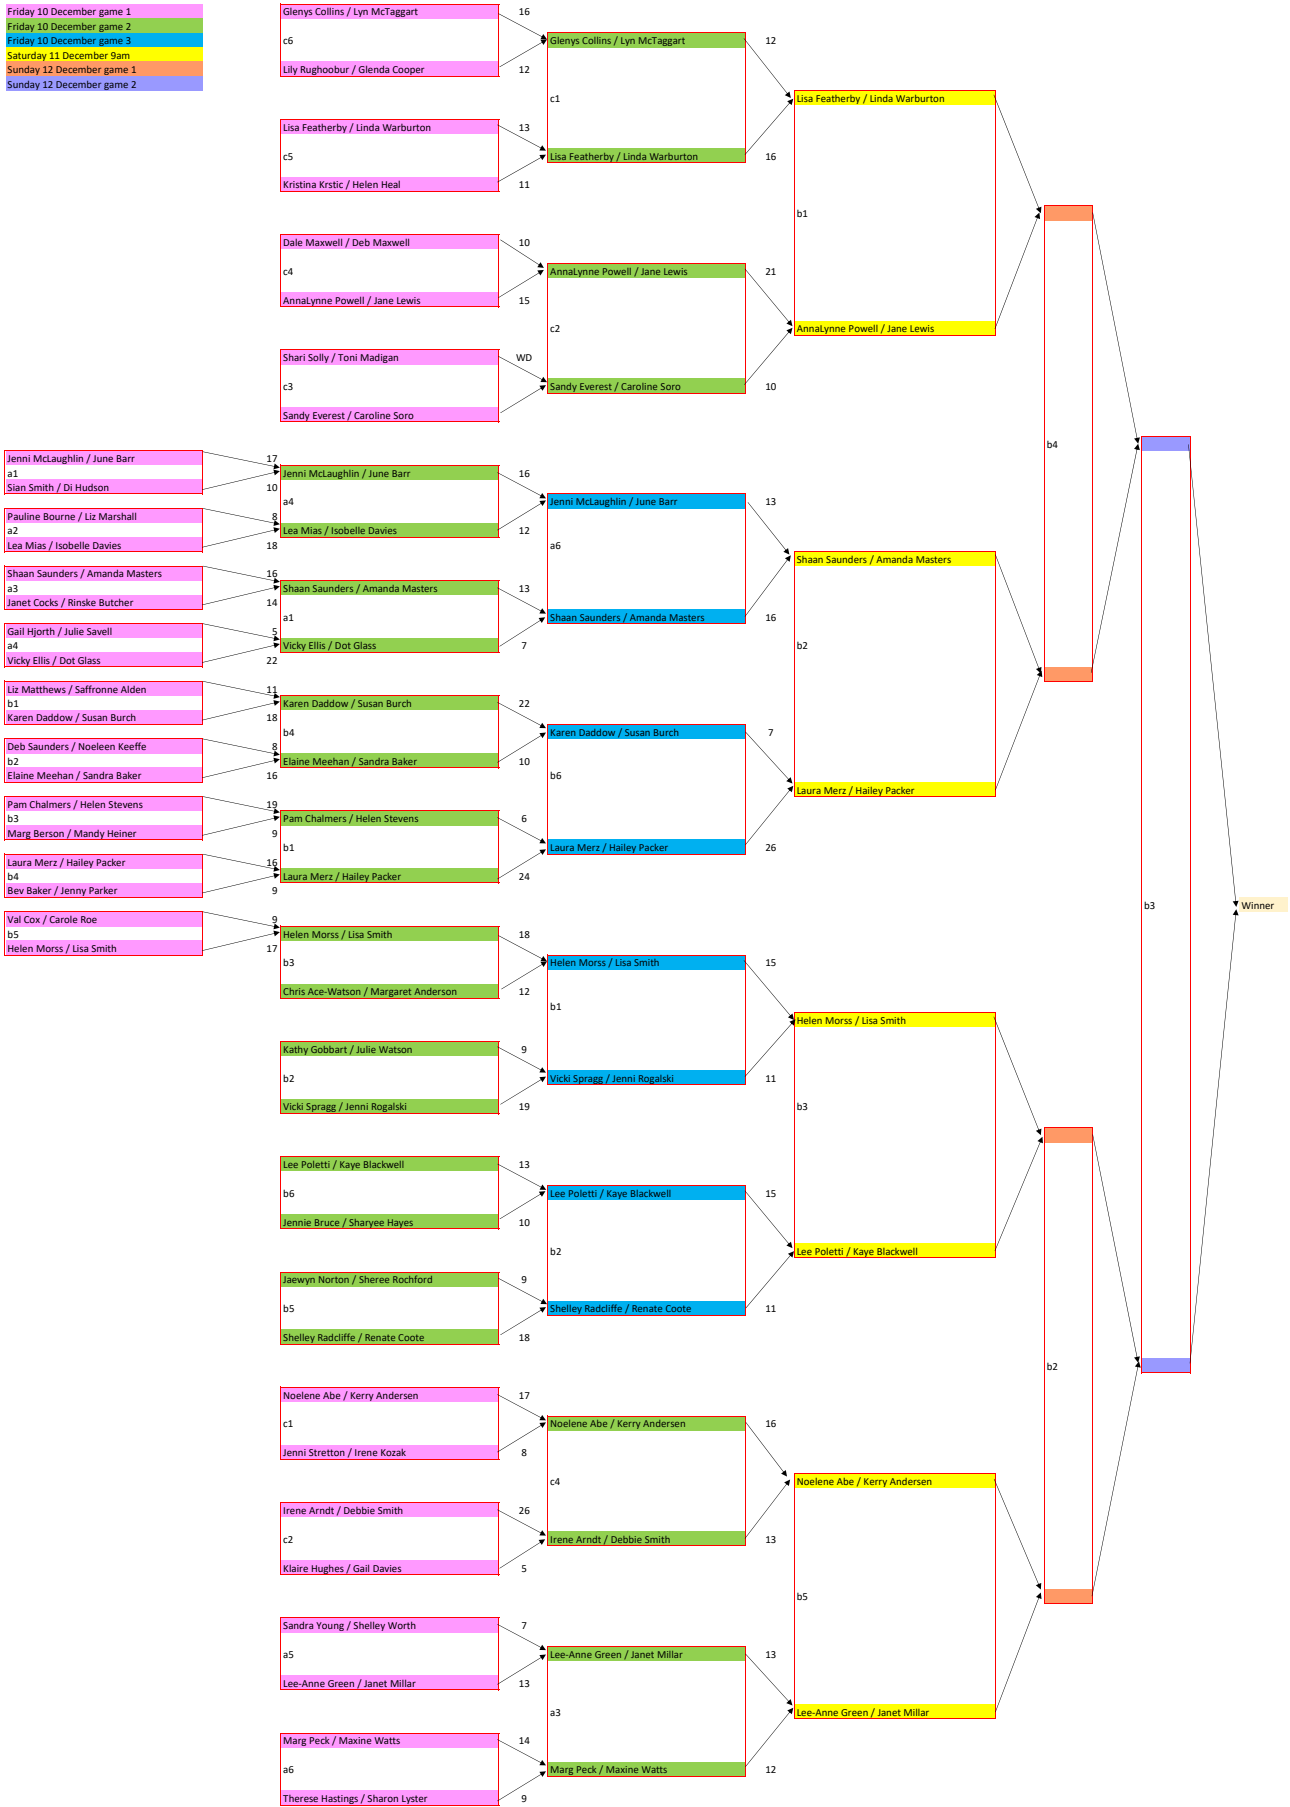 Friday 10 December game 1
Friday 10 December game 2
Friday 10 December game 3
Saturday 11 December 9am
Sunday 12 December game 1
Sunday 12 December game 2
Glenys Collins / Lyn McTaggart 16
c6
Lily Rughoobur / Glenda Cooper 12
Glenys Collins / Lyn McTaggart 12
c1
Lisa Featherby / Linda Warburton 16
Lisa Featherby / Linda Warburton 13
c5
Kristina Krstic / Helen Heal 11
Lisa Featherby / Linda Warburton
b1
AnnaLynne Powell / Jane Lewis
Dale Maxwell / Deb Maxwell 10
c4
AnnaLynne Powell / Jane Lewis 15
AnnaLynne Powell / Jane Lewis 21
c2
Sandy Everest / Caroline Soro 10
Shari Solly / Toni Madigan WD
c3
Sandy Everest / Caroline Soro
b4
Jenni McLaughlin / June Barr 17
a1
Sian Smith / Di Hudson 10
Pauline Bourne / Liz Marshall 8
a2
Lea Mias / Isobelle Davies 18
Jenni McLaughlin / June Barr 16
a4
Lea Mias / Isobelle Davies 12
Jenni McLaughlin / June Barr 13
a6
Shaan Saunders / Amanda Masters 16
Shaan Saunders / Amanda Masters 16
a3
Janet Cocks / Rinske Butcher 14
Gail Hjorth / Julie Savell 5
a4
Vicky Ellis / Dot Glass 22
Shaan Saunders / Amanda Masters 13
a1
Vicky Ellis / Dot Glass 7
Shaan Saunders / Amanda Masters
b2
Laura Merz / Hailey Packer
Liz Matthews / Saffronne Alden 11
b1
Karen Daddow / Susan Burch 18
Deb Saunders / Noeleen Keeffe 8
b2
Elaine Meehan / Sandra Baker 16
Karen Daddow / Susan Burch 22
b4
Elaine Meehan / Sandra Baker 10
Karen Daddow / Susan Burch 7
b6
Laura Merz / Hailey Packer 26
Pam Chalmers / Helen Stevens 19
b3
Marg Berson / Mandy Heiner 9
Laura Merz / Hailey Packer 16
b4
Bev Baker / Jenny Parker 9
Pam Chalmers / Helen Stevens 6
b1
Laura Merz / Hailey Packer 24
b3
Winner
Val Cox / Carole Roe 9
b5
Helen Morss / Lisa Smith 17
Helen Morss / Lisa Smith 18
b3
Chris Ace-Watson / Margaret Anderson 12
Helen Morss / Lisa Smith 15
b1
Vicki Spragg / Jenni Rogalski 11
Kathy Gobbart / Julie Watson 9
b2
Vicki Spragg / Jenni Rogalski 19
Helen Morss / Lisa Smith
b3
Lee Poletti / Kaye Blackwell
Lee Poletti / Kaye Blackwell 13
b6
Jennie Bruce / Sharyee Hayes 10
Lee Poletti / Kaye Blackwell 15
b2
Shelley Radcliffe / Renate Coote 11
Jaewyn Norton / Sheree Rochford 9
b5
Shelley Radcliffe / Renate Coote 18
b2
Noelene Abe / Kerry Andersen 17
c1
Jenni Stretton / Irene Kozak 8
Noelene Abe / Kerry Andersen 16
c4
Irene Arndt / Debbie Smith 13
Irene Arndt / Debbie Smith 26
c2
Klaire Hughes / Gail Davies 5
Noelene Abe / Kerry Andersen
b5
Lee-Anne Green / Janet Millar
Sandra Young / Shelley Worth 7
a5
Lee-Anne Green / Janet Millar 13
Lee-Anne Green / Janet Millar 13
a3
Marg Peck / Maxine Watts 12
Marg Peck / Maxine Watts 14
a6
Therese Hastings / Sharon Lyster 9